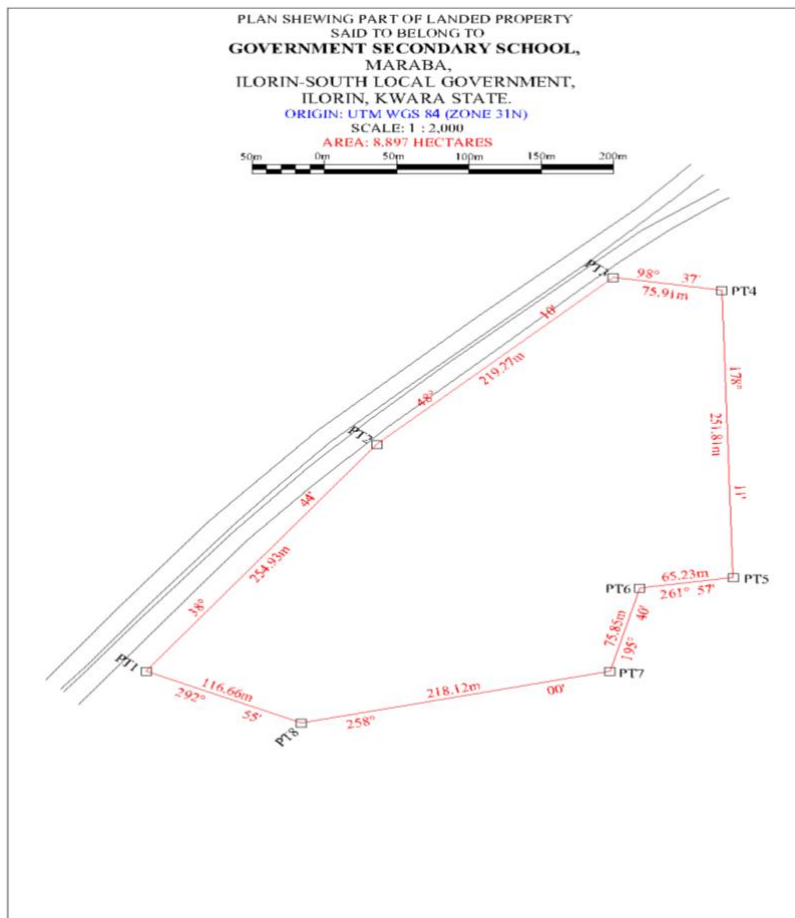 PLAN SHEWING PART OF LANDED PROPERTY
SAID TO BELONG TO
GOVERNMENT SECONDARY SCHOOL,
MARABA,
ILORIN-SOUTH LOCAL GOVERNMENT,
ILORIN, KWARA STATE.
ORIGIN: UTM WGS 84 (ZONE 31N)
SCALE: 1 : 2,000
AREA: 8.897 HECTARES
50m 0m 50m 100m 150m 200m
PT3
98° 37'
75.91m
PT4
10'
219.27m
48°
PT2
178°
251.81m
11'
44'
254.93m
38°
65.23m
PT5
PT6
261° 57'
40'
75.85m
195°
PT1
PT7
116.66m
218.12m
00'
292°
55'
258°
PT8